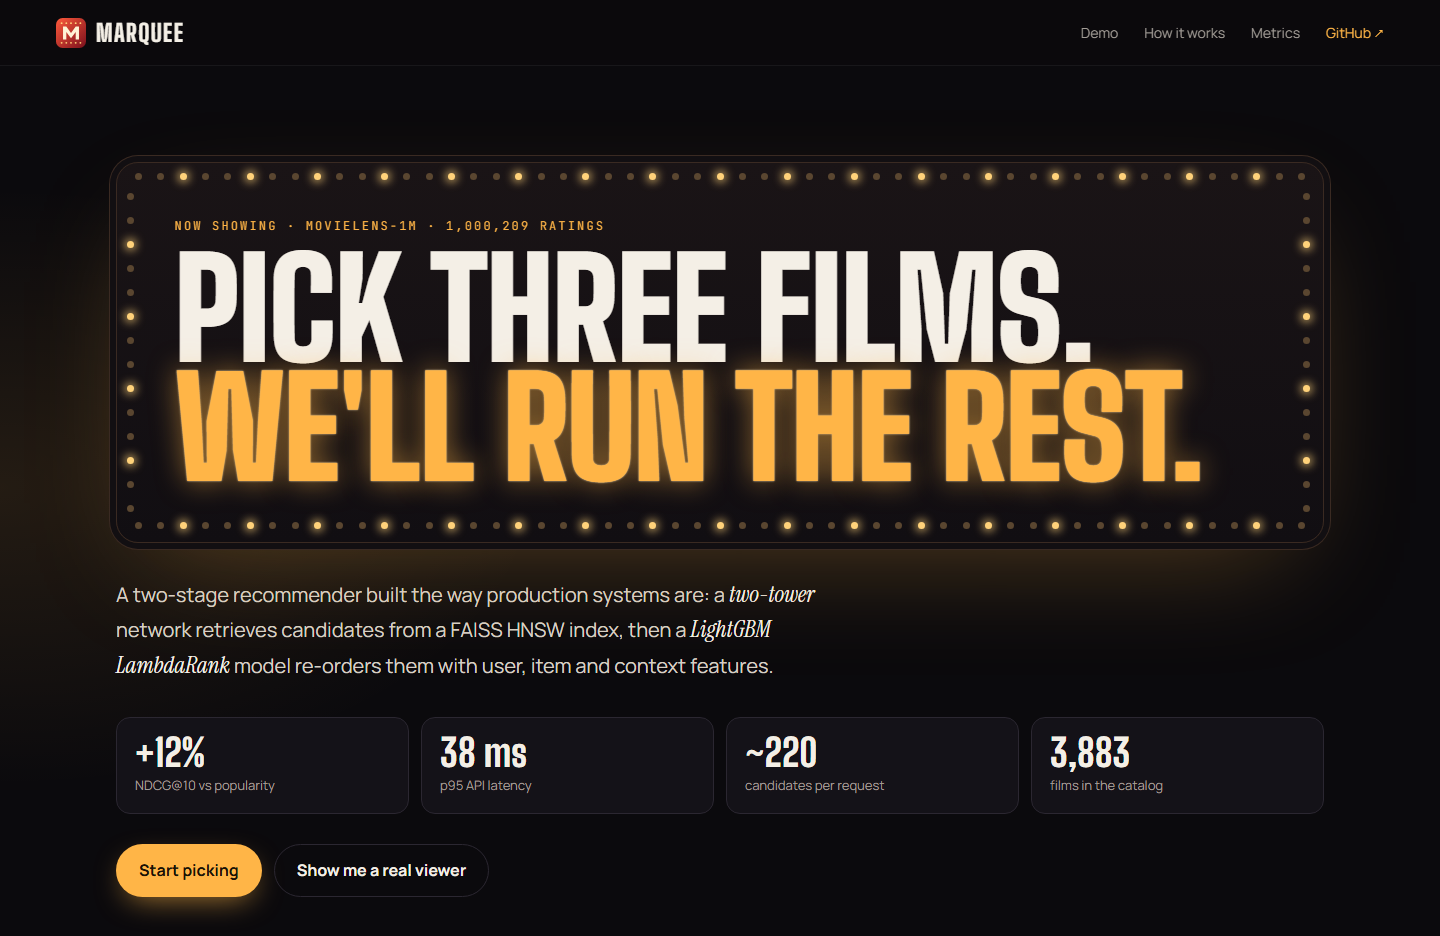 M MARQUEE
Demo How it works Metrics GitHub ↗
NOW SHOWING · MOVIELENS-1M · 1,000,209 RATINGS
PICK THREE FILMS.
WE'LL RUN THE REST.
A two-stage recommender built the way production systems are: a two-tower
network retrieves candidates from a FAISS HNSW index, then a LightGBM
LambdaRank model re-orders them with user, item and context features.
+12%
NDCG@10 vs popularity
38 ms
p95 API latency
~220
candidates per request
3,883
films in the catalog
Start picking
Show me a real viewer